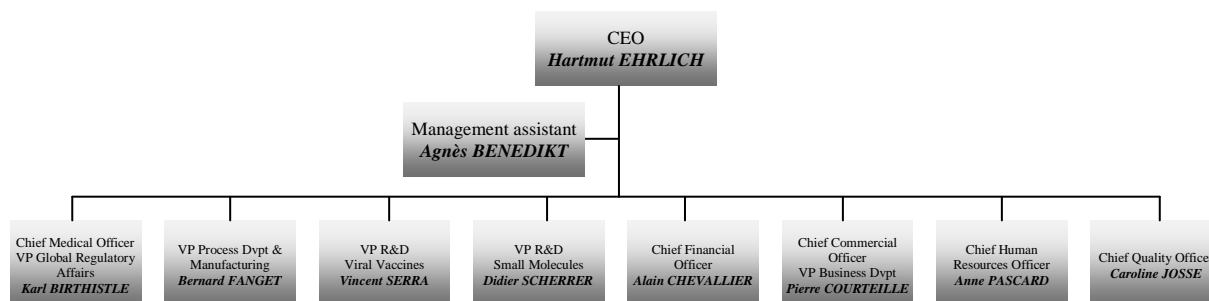 CEO
Hartmut EHRLICH
Management assistant
Agnès BENEDIKT
Chief Medical Officer
VP Global Regulatory
Affairs
Karl BIRTHISTLE
VP Process Dvpt &
Manufacturing
Bernard FANGET
VP R&D
Viral Vaccines
Vincent SERRA
VP R&D
Small Molecules
Didier SCHERRER
Chief Financial
Officer
Alain CHEVALLIER
Chief Commercial
Officer
VP Business Dvpt
Pierre COURTEILLE
Chief Human
Resources Officer
Anne PASCARD
Chief Quality Officer
Caroline JOSSE